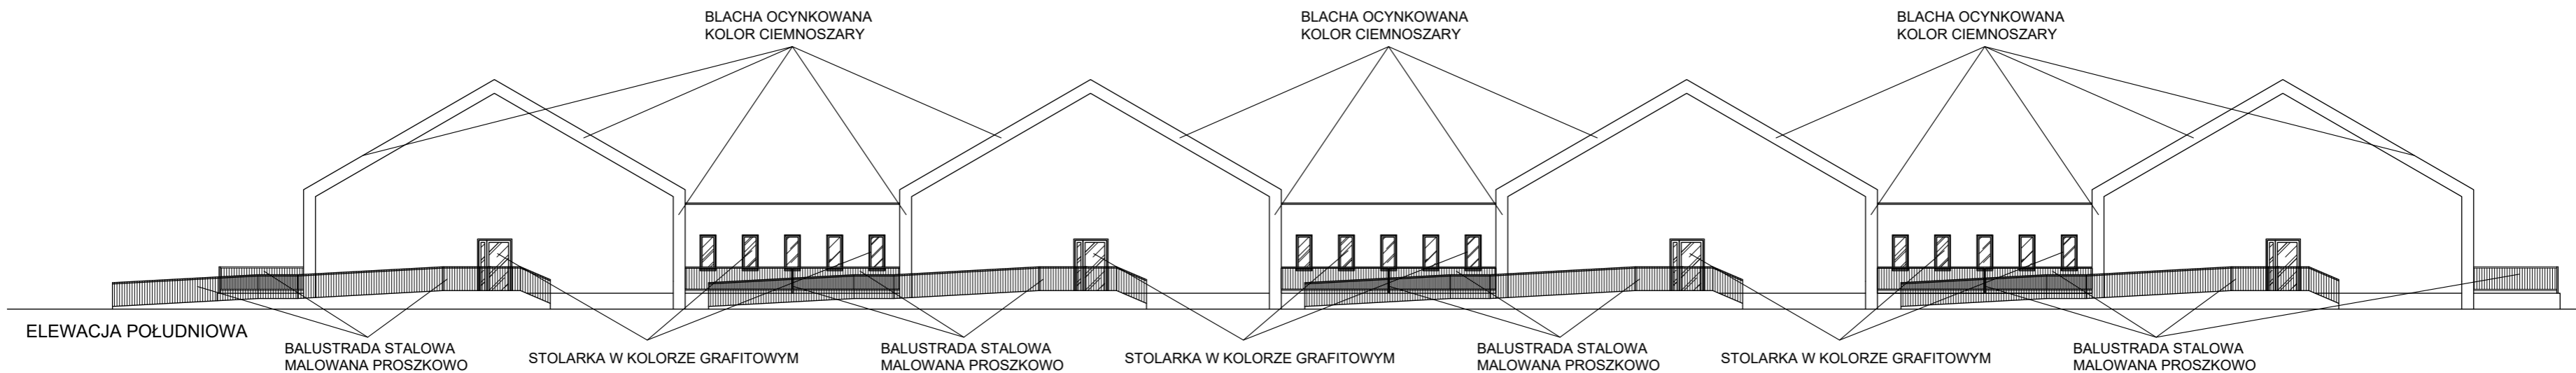 BLACHA OCYNKOWANA
KOLOR CIEMNOSZARY
BLACHA OCYNKOWANA
KOLOR CIEMNOSZARY
BLACHA OCYNKOWANA
KOLOR CIEMNOSZARY
ELEWACJA POŁUDNIOWA
BALUSTRADA STALOWA
MALOWANA PROSZKOWO
STOLARKA W KOLORZE GRAFITOWYM
BALUSTRADA STALOWA
MALOWANA PROSZKOWO
STOLARKA W KOLORZE GRAFITOWYM
BALUSTRADA STALOWA
MALOWANA PROSZKOWO
STOLARKA W KOLORZE GRAFITOWYM
BALUSTRADA STALOWA
MALOWANA PROSZKOWO